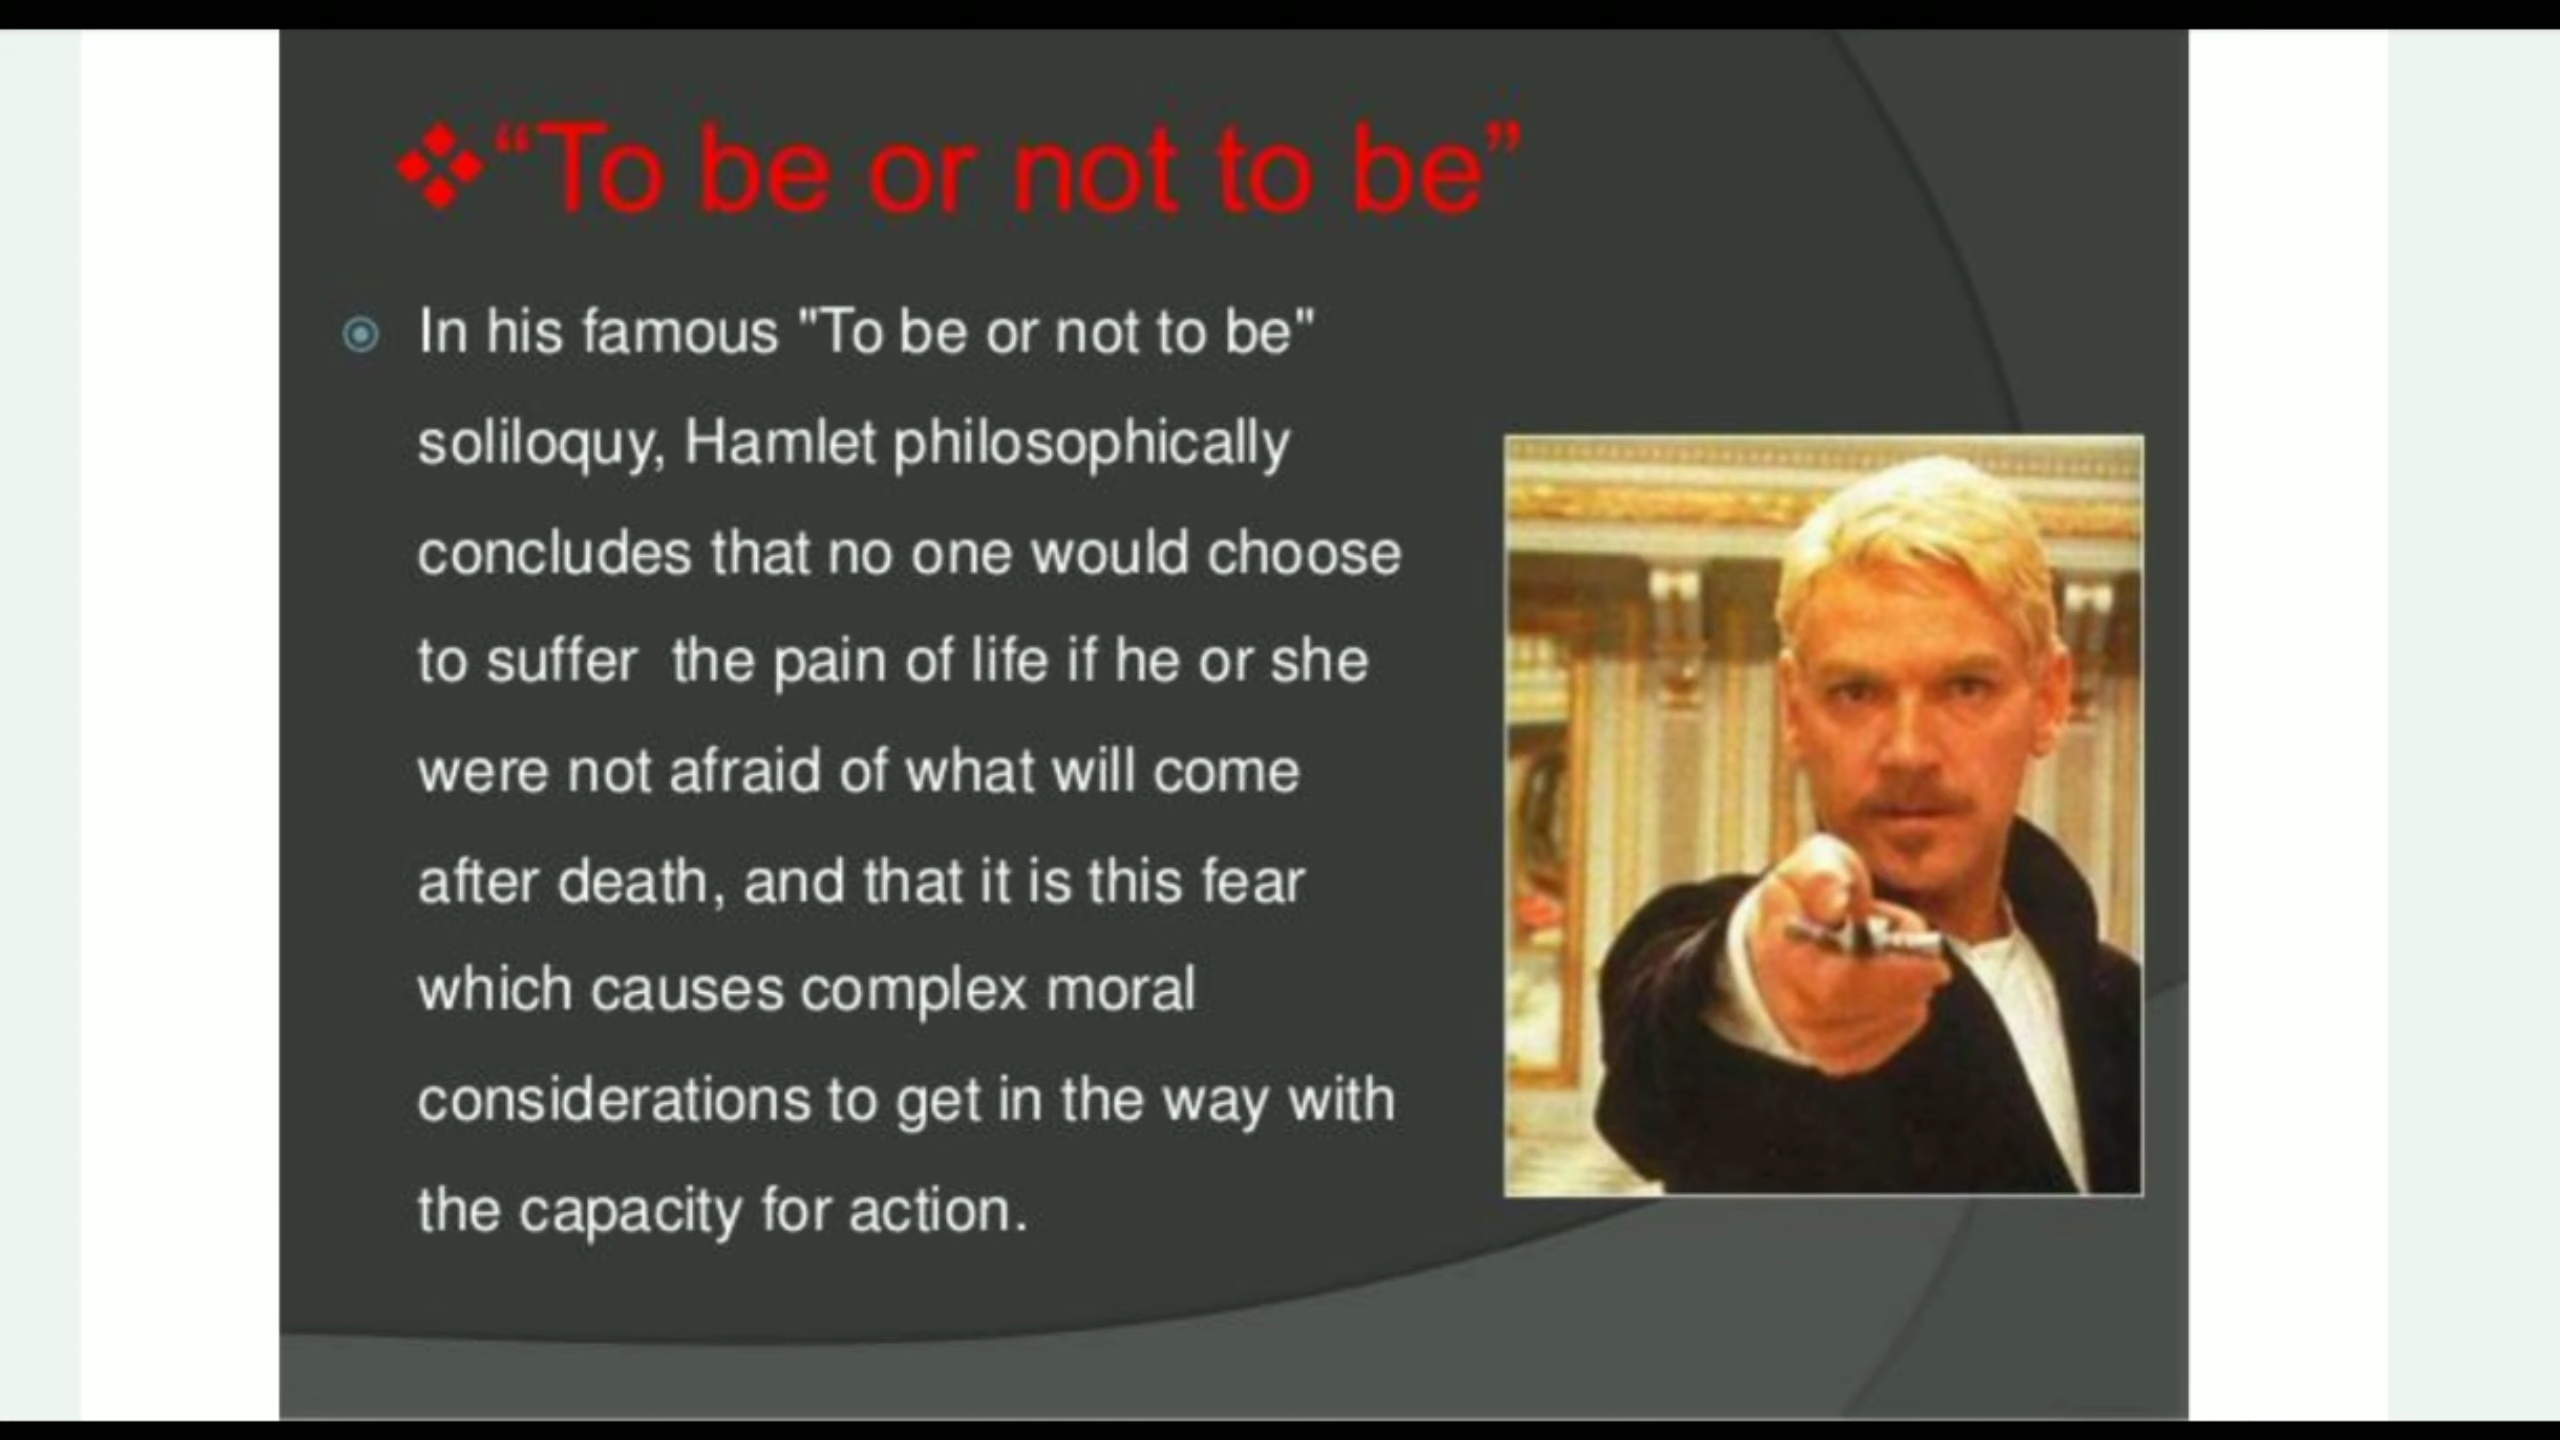 ❖“To be or not to be”
In his famous "To be or not to be"
soliloquy, Hamlet philosophically
concludes that no one would choose
to suffer  the pain of life if he or she
were not afraid of what will come
after death, and that it is this fear
which causes complex moral
considerations to get in the way with
the capacity for action.